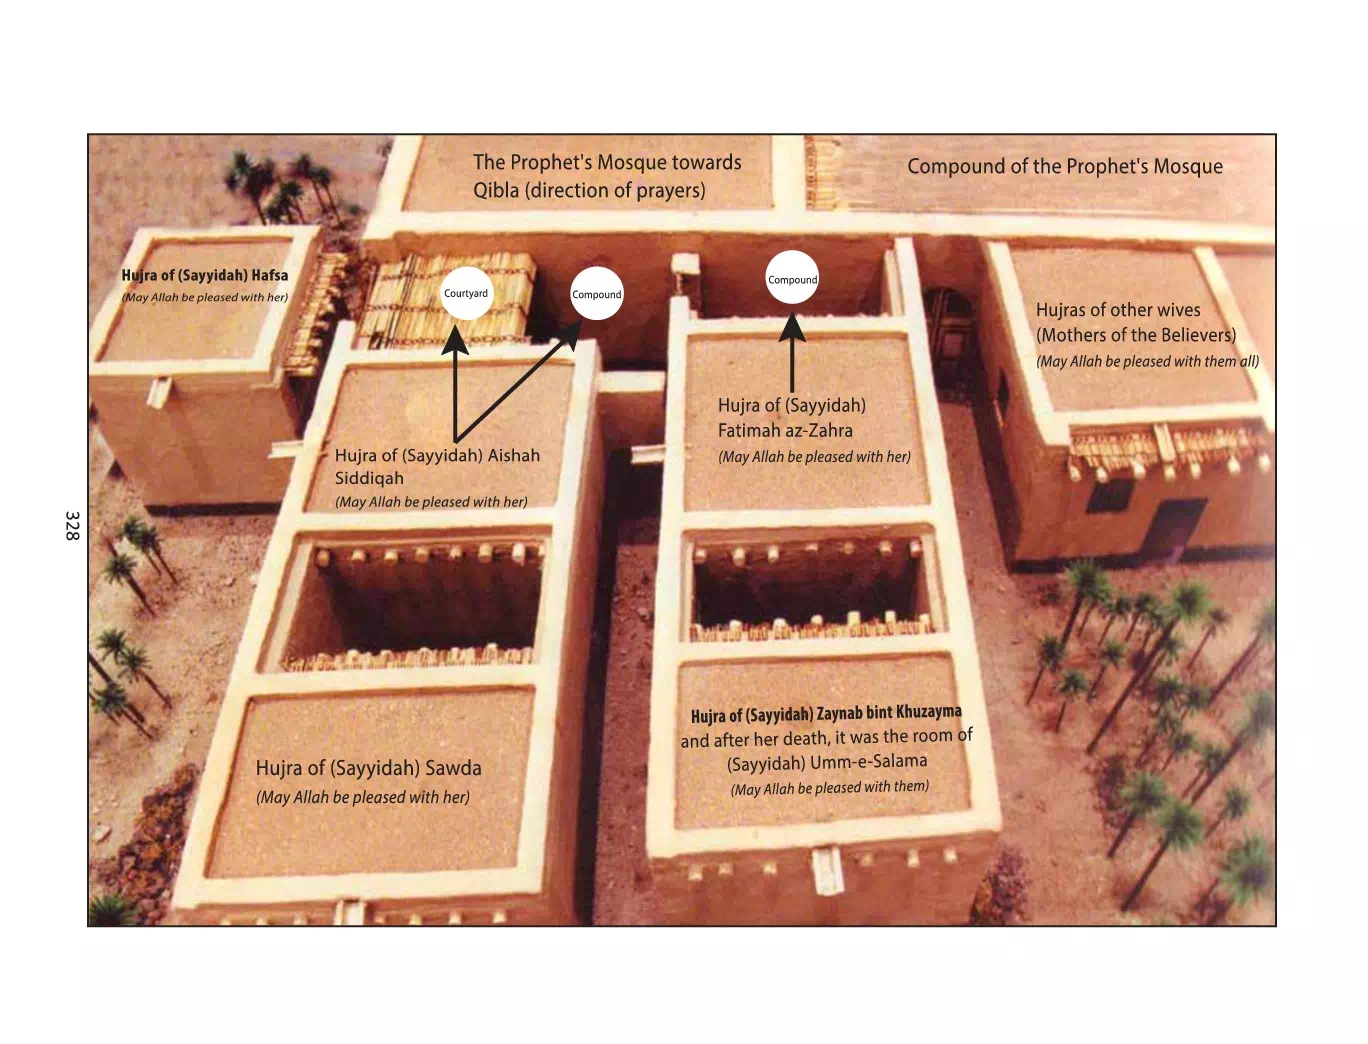 The Prophet's Mosque towards
Qibla (direction of prayers)
Compound of the Prophet's Mosque
Hujra of (Sayyidah) Hafsa
(May Allah be pleased with her)
Courtyard
Compound
Compound
Hujras of other wives
(Mothers of the Believers)
(May Allah be pleased with them all)
Hujra of (Sayyidah)
Fatimah az-Zahra
(May Allah be pleased with her)
Hujra of (Sayyidah) Aishah
Siddiqah
(May Allah be pleased with her)
328
Hujra of (Sayyidah) Zaynab bint Khuzayma
and after her death, it was the room of
(Sayyidah) Umm-e-Salama
(May Allah be pleased with them)
Hujra of (Sayyidah) Sawda
(May Allah be pleased with her)